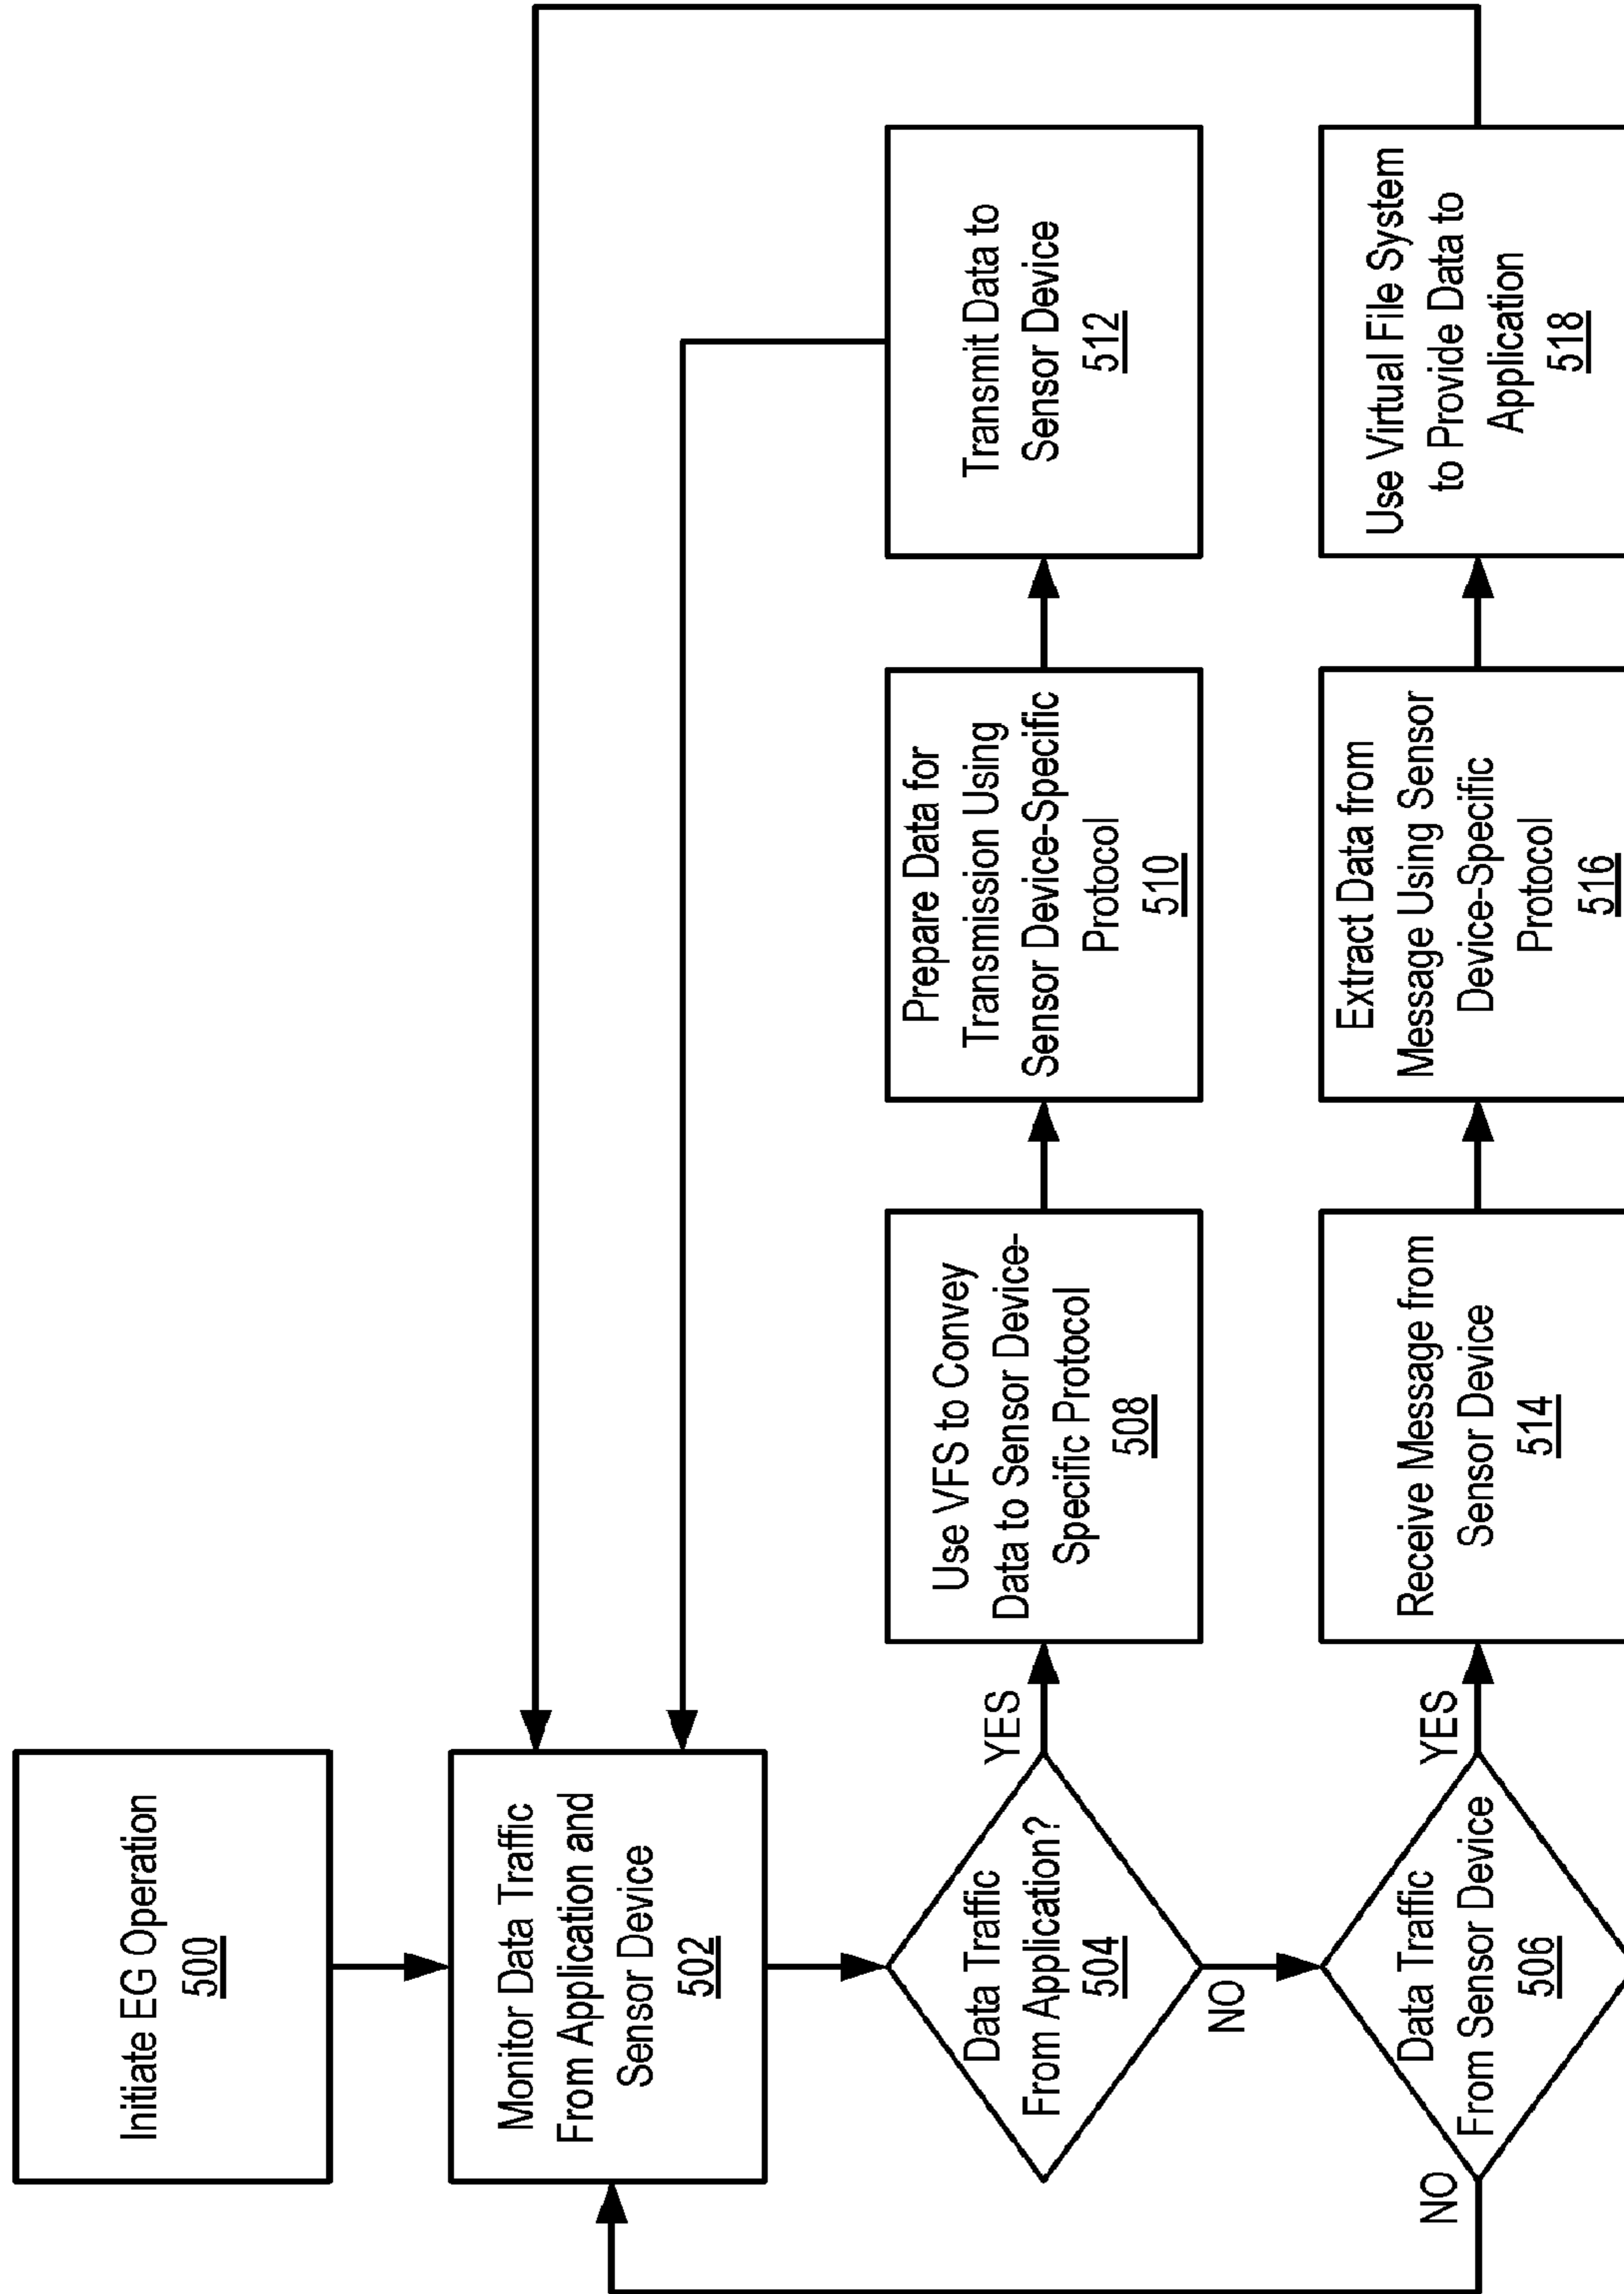 Initiate EG Operation
500
Monitor Data Traffic
From Application and
Sensor Device
502
Data Traffic
From Application?
504
YES
NO
Use VFS to Convey
Data to Sensor Device-
Specific Protocol
508
Prepare Data for
Transmission Using
Sensor Device-Specific
Protocol
510
Transmit Data to
Sensor Device
512
Data Traffic
From Sensor Device
506
NO
YES
Receive Message from
Sensor Device
514
Extract Data from
Message Using Sensor
Device-Specific
Protocol
516
Use Virtual File System
to Provide Data to
Application
518